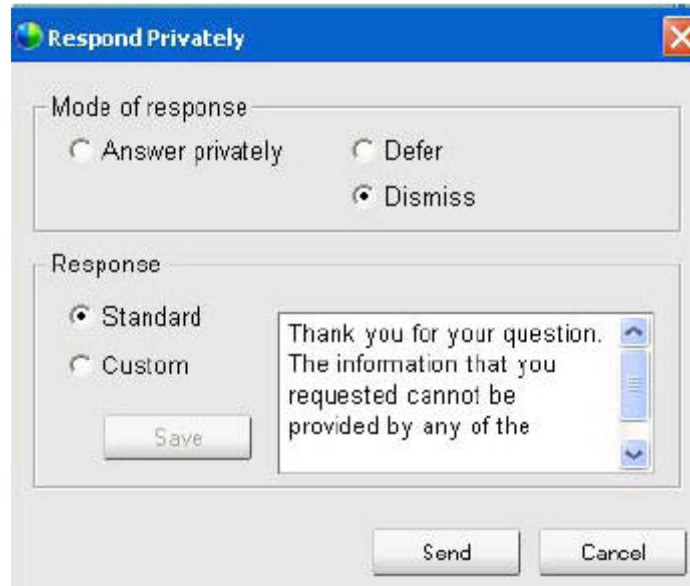 Respond Privately
Mode of response
Answer privately
Defer
Dismiss
Response
Standard
Custom
Save
Thank you for your question.
The information that you
requested cannot be
provided by any of the
Send
Cancel